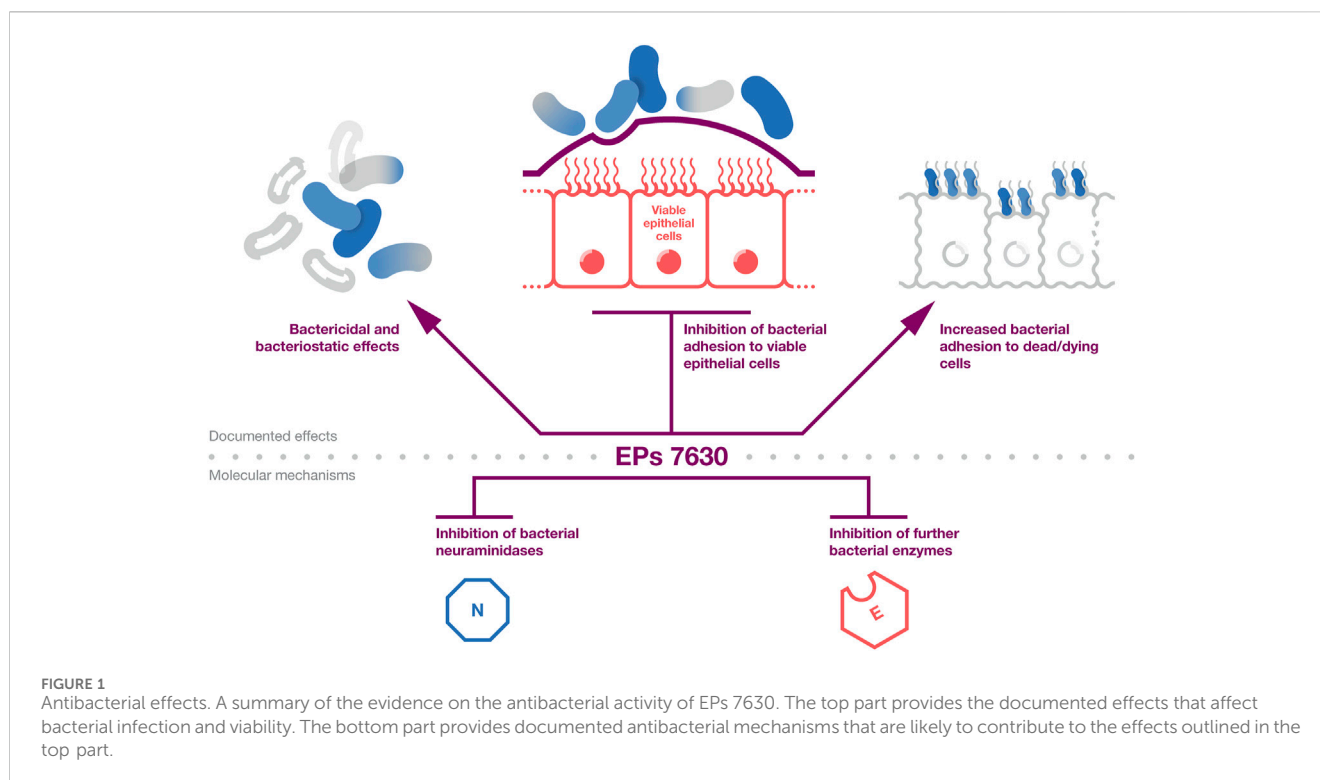 Viable
epithelial
cells
Bactericidal and
bacteriostatic effects
Inhibition of bacterial
adhesion to viable
epithelial cells
Increased bacterial
adhesion to dead/dying
cells
Documented effects
EPs 7630
Molecular mechanisms
Inhibition of bacterial
neuraminidases
Inhibition of further
bacterial enzymes
N
E
FIGURE 1
Antibacterial effects. A summary of the evidence on the antibacterial activity of EPs 7630. The top part provides the documented effects that affect
bacterial infection and viability. The bottom part provides documented antibacterial mechanisms that are likely to contribute to the effects outlined in the
top part.